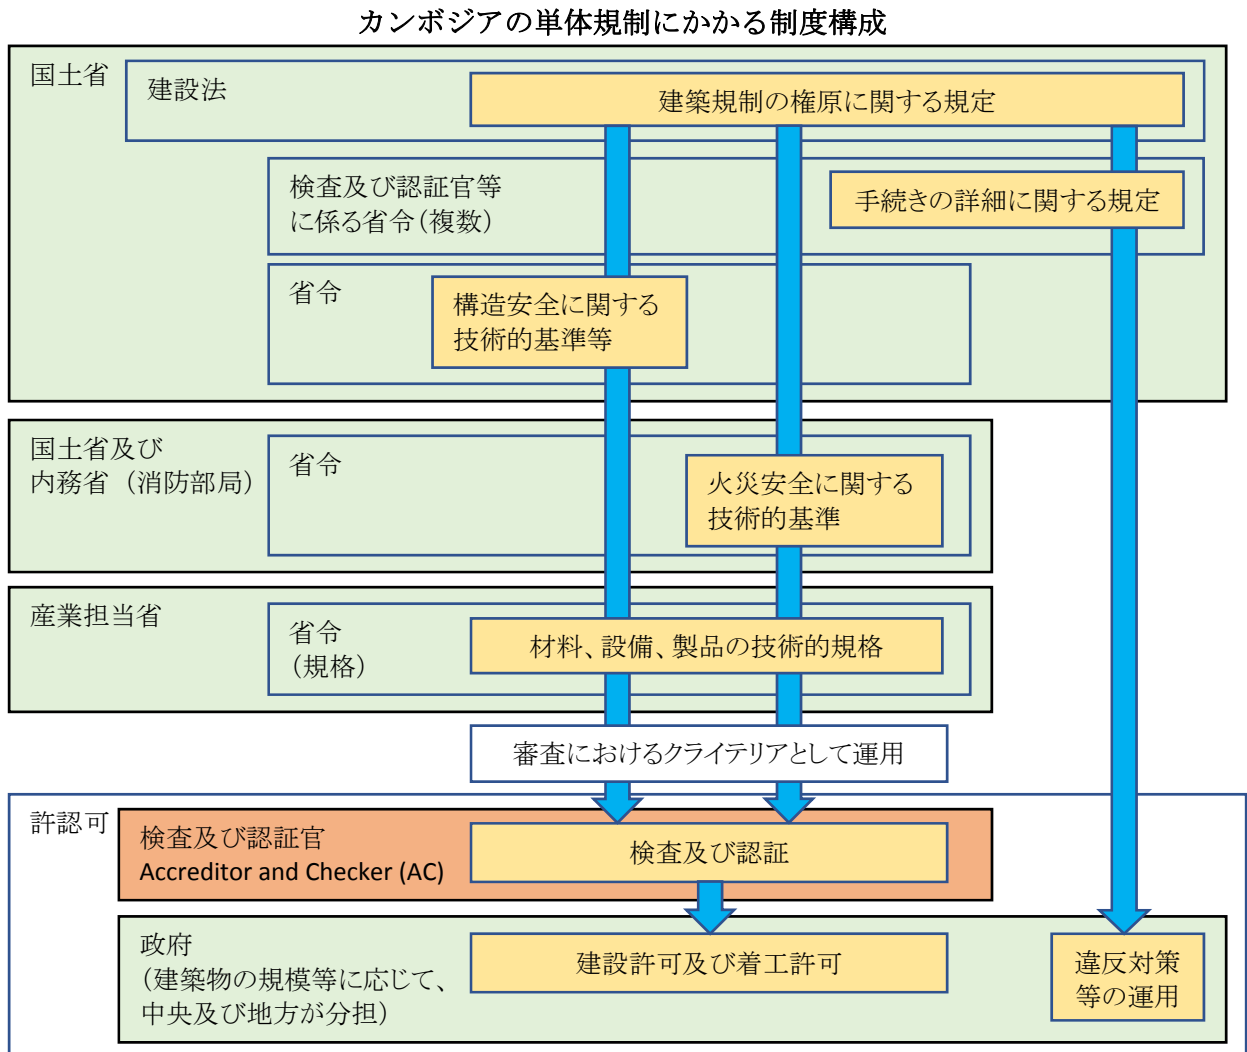 カンボジアの単体規制にかかる制度構成
国土省
建設法
建築規制の権原に関する規定
検査及び認証官等
に係る省令（複数）
手続きの詳細に関する規定
省令
構造安全に関する
技術的基準等
国土省及び
内務省（消防部局）
省令
火災安全に関する
技術的基準
産業担当省
省令
（規格）
材料、設備、製品の技術的規格
審査におけるクライテリアとして運用
許認可
検査及び認証官
Accreditor and Checker (AC)
検査及び認証
政府
（建築物の規模等に応じて、
中央及び地方が分担）
建設許可及び着工許可
違反対策
等の運用